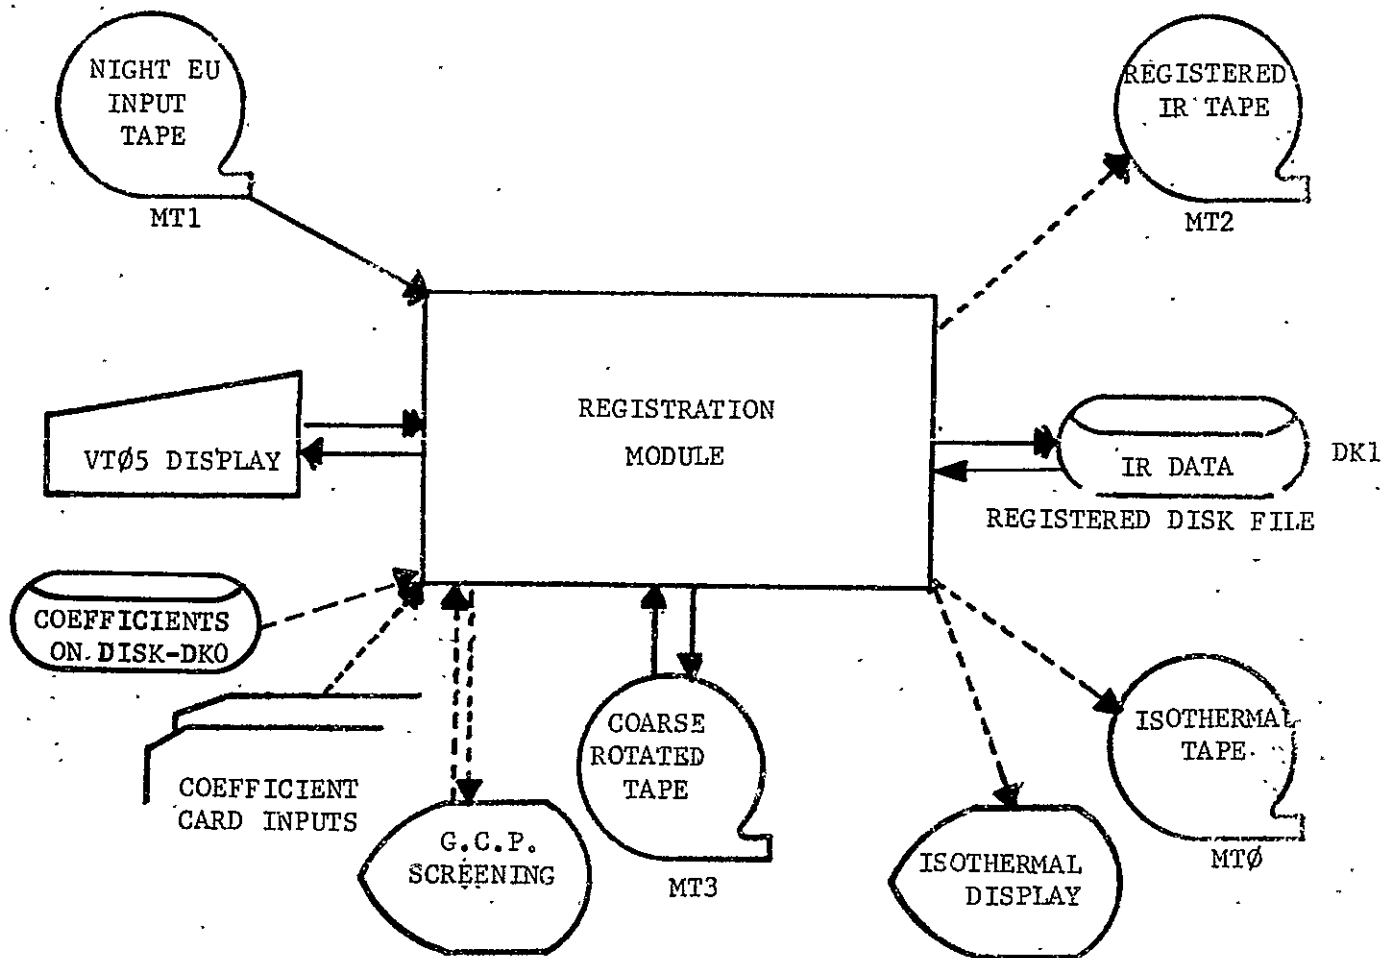 NIGHT EU
INPUT
TAPE
MT1
REGISTERED
IR TAPE
MT2
REGISTRATION
MODULE
VTØ5 DISPLAY
IR DATA
DK1
REGISTERED DISK FILE
COEFFICIENTS
ON DISK-DK0
COEFFICIENT
CARD INPUTS
G.C.P.
SCREENING
COARSE
ROTATED
TAPE
MT3
ISOTHERMAL
DISPLAY
ISOTHERMAL
TAPE
MTØ